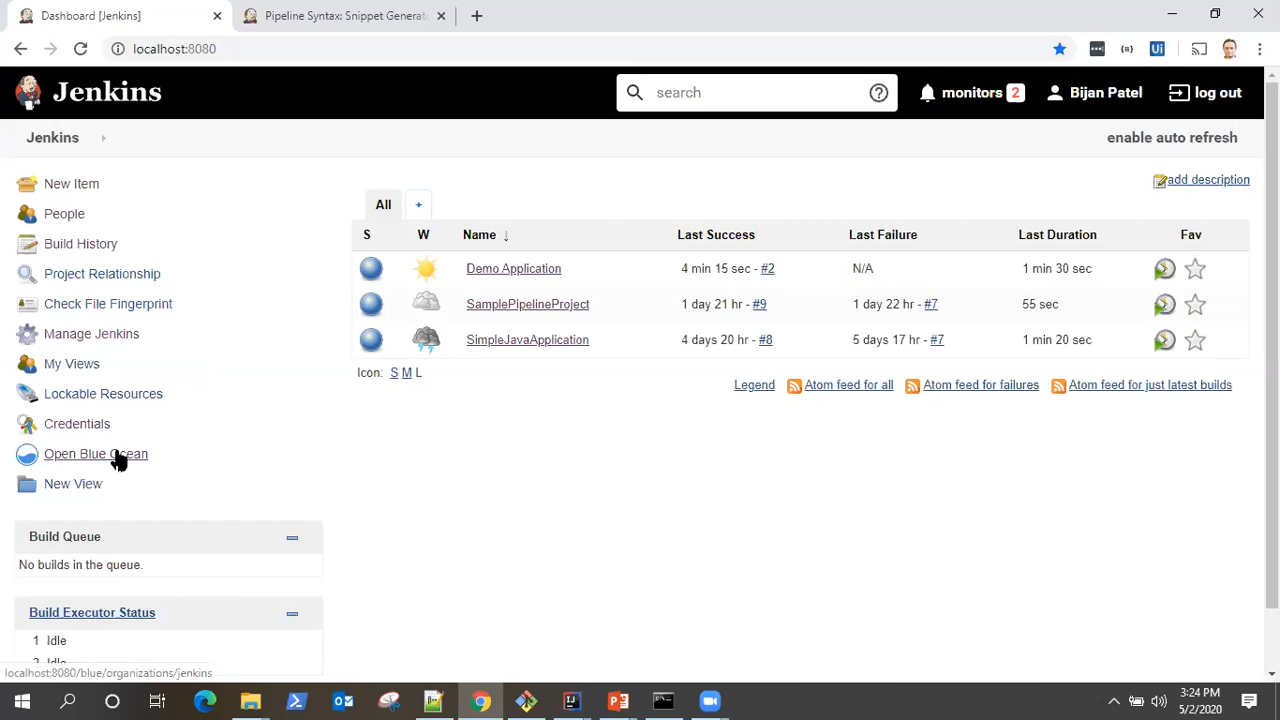 Dashboard [Jenkins]
Pipeline Syntax: Snippet Generat
localhost:8080
Jenkins
search
monitors 2
Bijan Patel
log out
Jenkins
enable auto refresh
New Item
People
Build History
Project Relationship
Check File Fingerprint
Manage Jenkins
My Views
Lockable Resources
Credentials
Open Blue Ocean
New View
add description
All
+
S W Name ↓ Last Success Last Failure Last Duration Fav
Demo Application 4 min 15 sec - #2 N/A 1 min 30 sec
SamplePipelineProject 1 day 21 hr - #9 1 day 22 hr - #7 55 sec
SimpleJavaApplication 4 days 20 hr - #8 5 days 17 hr - #7 1 min 20 sec
Icon: S M L
Legend Atom feed for all Atom feed for failures Atom feed for just latest builds
Build Queue
No builds in the queue.
Build Executor Status
1 Idle
2 Idle
localhost:8080/blue/organizations/jenkins
3:24 PM
5/2/2020